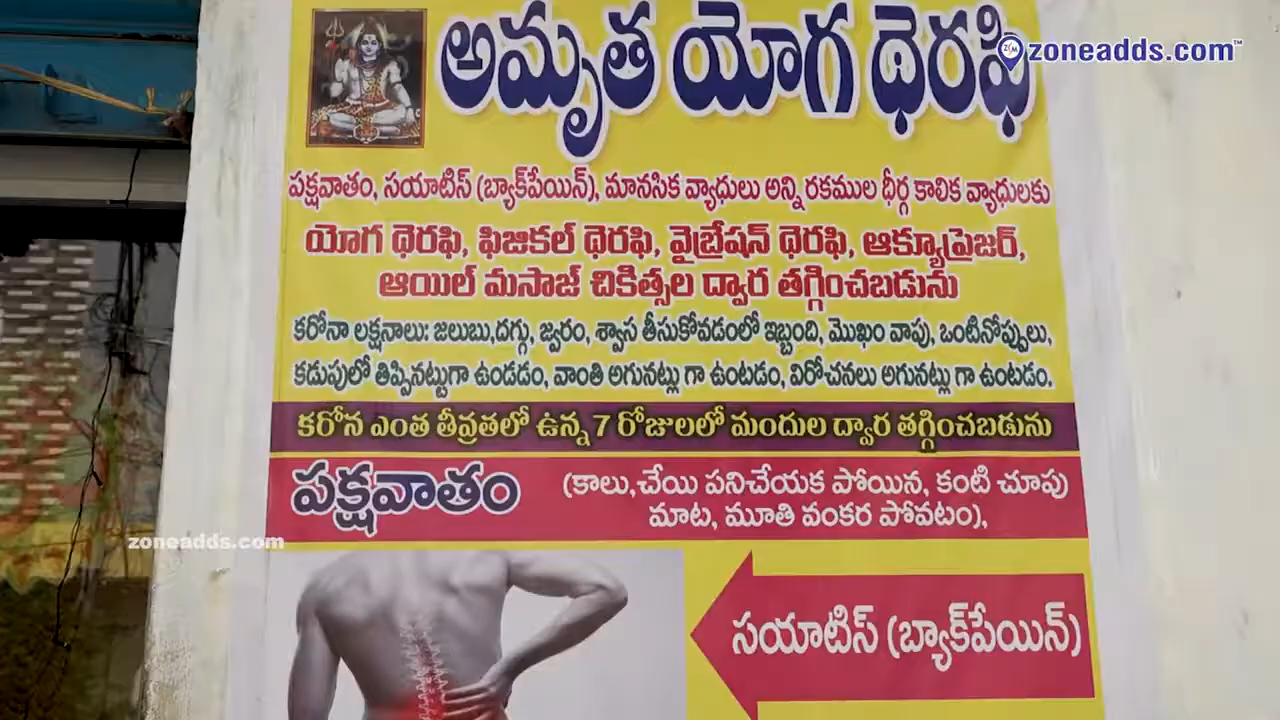 అమృత యోగ థెరఫి
zoneadds.com™
పక్షవాతం, సయాటిస్ (బ్యాక్‌పేయిన్), మానసిక వ్యాధులు అన్ని రకముల ధీర్గ కాలిక వ్యాధులకు
యోగ థెరఫి, ఫిజికల్ థెరఫి, వైబ్రేషన్ థెరఫి, ఆక్యూప్రెజర్,
ఆయిల్ మసాజ్ చికిత్సల ద్వార తగ్గించబడును
కరోనా లక్షనాలు: జలుబు,దగ్గు, జ్వరం, శ్వాస తీసుకోవడంలో ఇబ్బంది, మొఖం వాపు, ఒంటినోప్పులు,
కడుపులో తిప్పినట్టుగా ఉండడం, వాంతి అగునట్లు గా ఉంటడం, విరోచనలు అగునట్లు గా ఉంటడం.
కరోన ఎంత తీవ్రతలో ఉన్న 7 రోజులలో మందుల ద్వార తగ్గించబడును
పక్షవాతం
(కాలు,చేయి పనిచేయక పోయిన, కంటి చూపు
మాట, మూతి వంకర పోవటం),
zoneadds.com
సయాటిస్ (బ్యాక్‌పేయిన్)